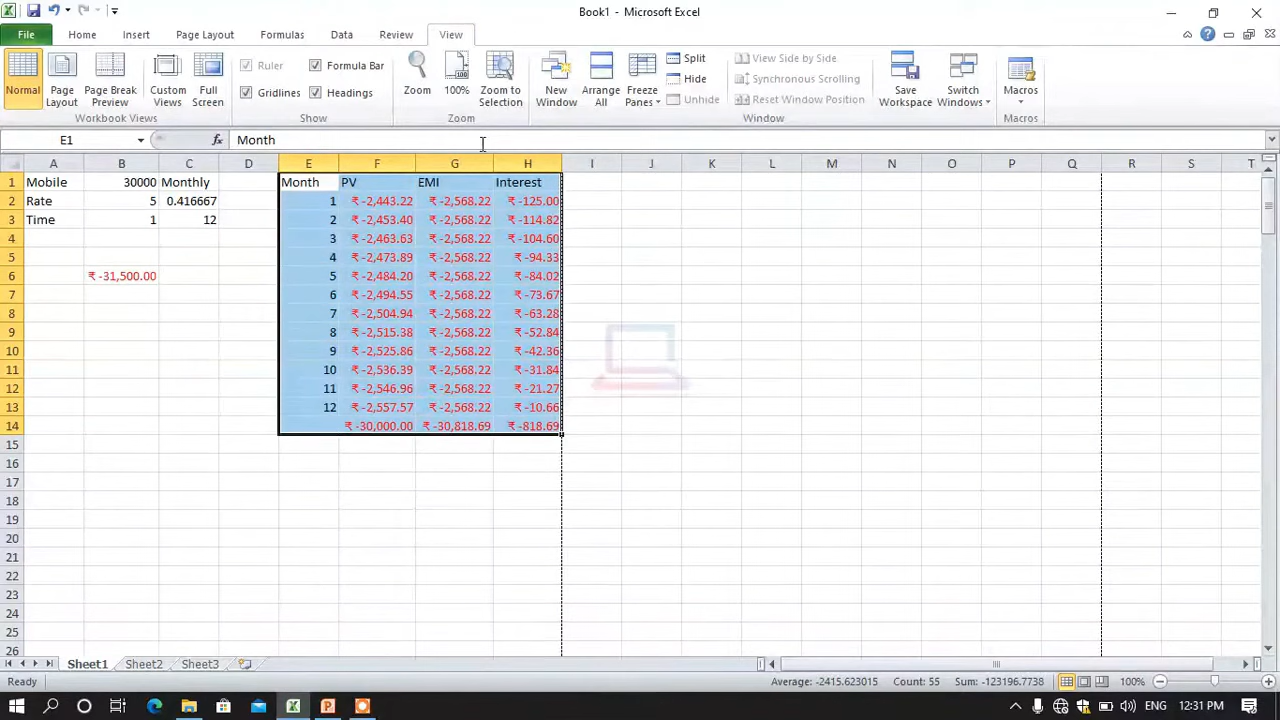 Book1 - Microsoft Excel
File Home Insert Page Layout Formulas Data Review View
Normal Page Layout Page Break Preview Custom Views Full Screen
Workbook Views
Ruler Formula Bar
Gridlines Headings
Show
Zoom 100% Zoom to Selection
Zoom
New Window Arrange All Freeze Panes
Split
Hide
Unhide
View Side by Side
Synchronous Scrolling
Reset Window Position
Save Workspace Switch Windows
Window
Macros
Macros
E1 fx Month
A B C D E F G H I J K L M N O P Q R S T
1 Mobile 30000 Monthly Month PV EMI Interest
2 Rate 5 0.416667 1 ₹ -2,443.22 ₹ -2,568.22 ₹ -125.00
3 Time 1 12 2 ₹ -2,453.40 ₹ -2,568.22 ₹ -114.82
4 3 ₹ -2,463.63 ₹ -2,568.22 ₹ -104.60
5 4 ₹ -2,473.89 ₹ -2,568.22 ₹ -94.33
6 ₹ -31,500.00 5 ₹ -2,484.20 ₹ -2,568.22 ₹ -84.02
7 6 ₹ -2,494.55 ₹ -2,568.22 ₹ -73.67
8 7 ₹ -2,504.94 ₹ -2,568.22 ₹ -63.28
9 8 ₹ -2,515.38 ₹ -2,568.22 ₹ -52.84
10 9 ₹ -2,525.86 ₹ -2,568.22 ₹ -42.36
11 10 ₹ -2,536.39 ₹ -2,568.22 ₹ -31.84
12 11 ₹ -2,546.96 ₹ -2,568.22 ₹ -21.27
13 12 ₹ -2,557.57 ₹ -2,568.22 ₹ -10.66
14 ₹ -30,000.00 ₹ -30,818.69 ₹ -818.69
15
16
17
18
19
20
21
22
23
24
25
26
Sheet1 Sheet2 Sheet3
Ready Average: -2415.623015 Count: 55 Sum: -123196.7738 100%
12:31 PM